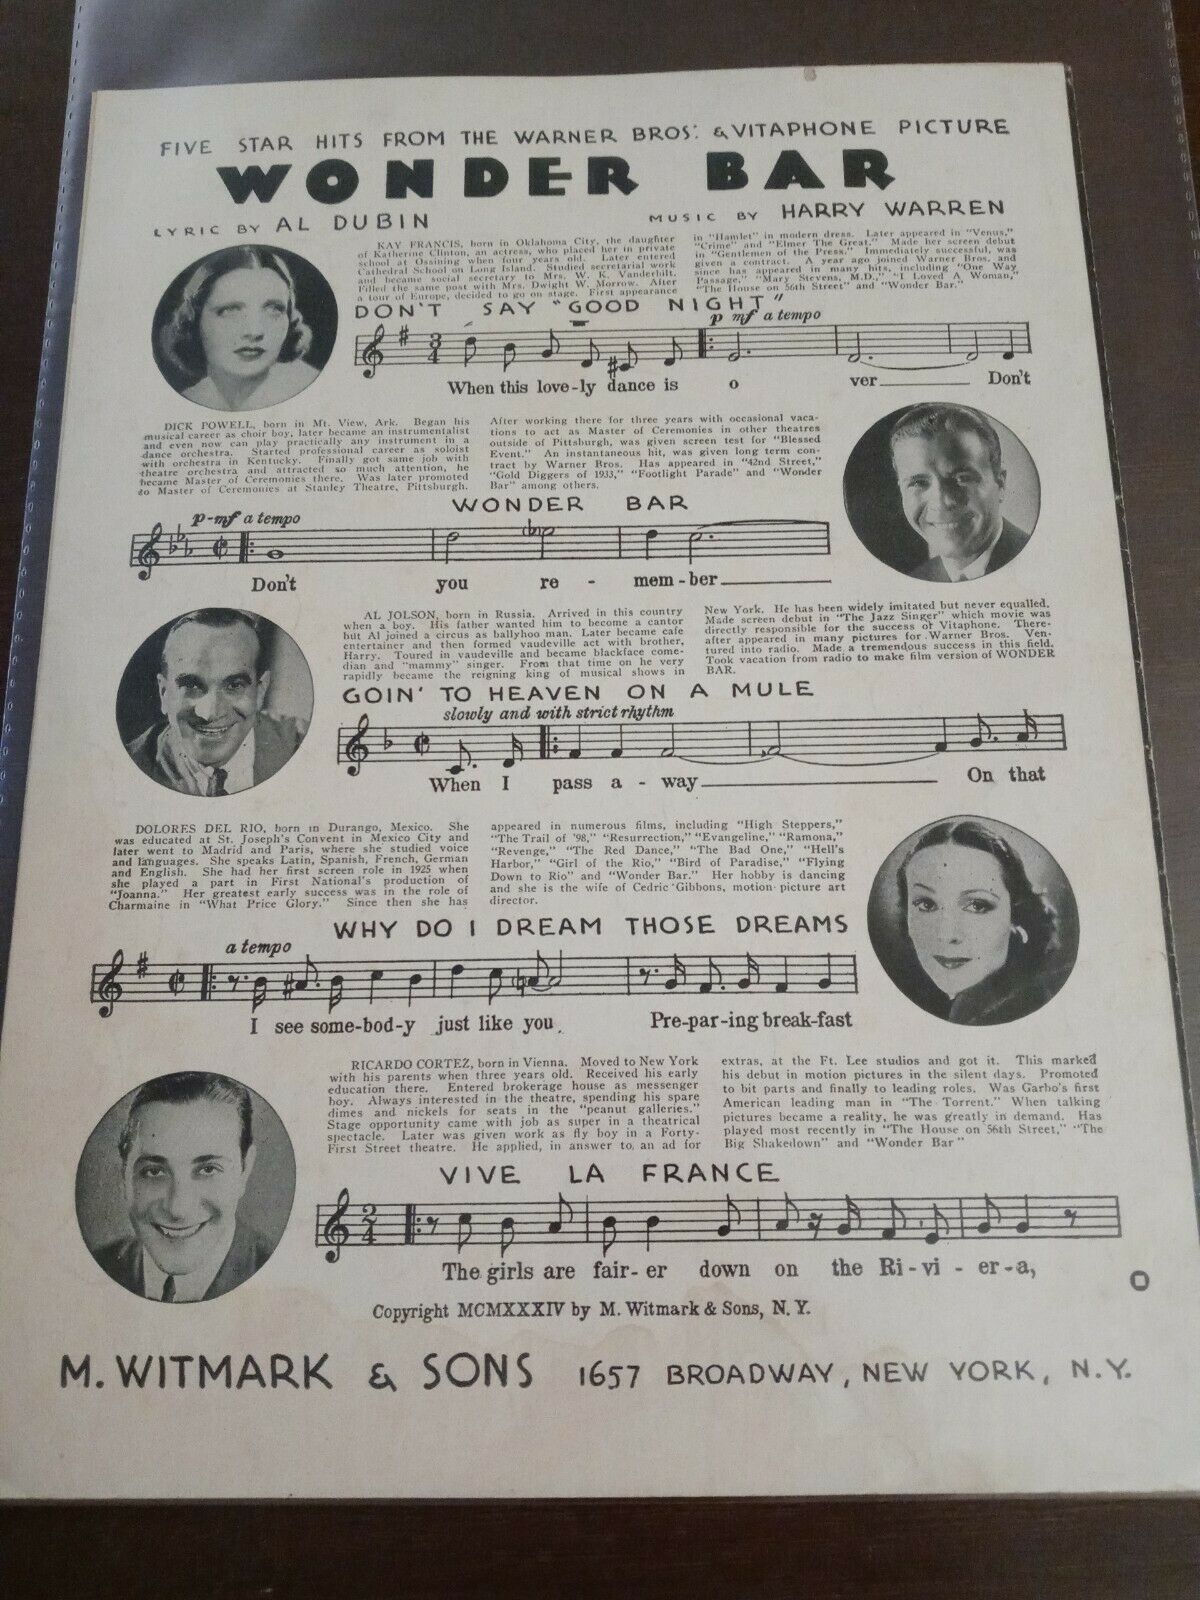 FIVE STAR HITS FROM THE WARNER BROS. & VITAPHONE PICTURE
WONDER BAR
LYRIC BY AL DUBIN
MUSIC BY HARRY WARREN
KAY FRANCIS, born in Oklahoma City, the daughter
of Katherine Clinton, an actress, who placed her in private
school at Ossining when four years old. Later entered
Cathedral School on Long Island. Studied secretarial work
and became social secretary to Mrs. W. K. Vanderbilt.
Filled the same post with Mrs. Dwight W. Morrow. After
a tour of Europe, decided to go on stage. First appearance
in "Hamlet" in modern dress. Later appeared in "Venus,"
"Crime" and "Elmer The Great." Made her screen debut
in "Gentlemen of the Press." Immediately successful, was
given a contract. A year ago joined Warner Bros. and
since has appeared in many hits, including "One Way
Passage," "Mary Stevens, M.D.," "I Loved A Woman,"
"The House on 56th Street" and "Wonder Bar."
DON'T SAY "GOOD NIGHT"
p mf a tempo
3
4
When this love-ly dance is o ver Don't
DICK POWELL, born in Mt. View, Ark. Began his
musical career as choir boy, later became an instrumentalist
and even now can play practically any instrument in a
dance orchestra. Started professional career as soloist
with orchestra in Kentucky. Finally got same job with
theatre orchestra and attracted so much attention, he
became Master of Ceremonies there. Was later promoted
to Master of Ceremonies at Stanley Theatre, Pittsburgh.
After working there for three years with occasional vaca-
tions to act as Master of Ceremonies in other theatres
outside of Pittsburgh, was given screen test for "Blessed
Event." An instantaneous hit, was given long term con-
tract by Warner Bros. Has appeared in "42nd Street,"
"Gold Diggers of 1933," "Footlight Parade" and "Wonder
Bar" among others.
WONDER BAR
p-mf a tempo
Don't you re - mem-ber
AL JOLSON, born in Russia. Arrived in this country
when a boy. His father wanted him to become a cantor
but Al joined a circus as ballyhoo man. Later became cafe
entertainer and then formed vaudeville act with brother,
Harry. Toured in vaudeville and became blackface come-
dian and "mammy" singer. From that time on he very
rapidly became the reigning king of musical shows in
New York. He has been widely imitated but never equalled.
Made screen debut in "The Jazz Singer" which movie was
directly responsible for the success of Vitaphone. There-
after appeared in many pictures for Warner Bros. Ven-
tured into radio. Made a tremendous success in this field.
Took vacation from radio to make film version of WONDER
BAR.
GOIN' TO HEAVEN ON A MULE
slowly and with strict rhythm
When I pass a - way On that
DOLORES DEL RIO, born in Durango, Mexico. She
was educated at St. Joseph's Convent in Mexico City and
later went to Madrid and Paris, where she studied voice
and languages. She speaks Latin, Spanish, French, German
and English. She had her first screen role in 1925 when
she played a part in First National's production of
"Joanna." Her greatest early success was in the role of
Charmaine in "What Price Glory." Since then she has
appeared in numerous films, including "High Steppers,"
"The Trail of '98," "Resurrection," "Evangeline," "Ramona,"
"Revenge," "The Red Dance," "The Bad One," "Hell's
Harbor," "Girl of the Rio," "Bird of Paradise," "Flying
Down to Rio" and "Wonder Bar." Her hobby is dancing
and she is the wife of Cedric Gibbons, motion picture art
director.
WHY DO I DREAM THOSE DREAMS
a tempo
I see some-bod-y just like you. Pre-par-ing break-fast
RICARDO CORTEZ, born in Vienna. Moved to New York
with his parents when three years old. Received his early
education there. Entered brokerage house as messenger
boy. Always interested in the theatre, spending his spare
dimes and nickels for seats in the "peanut galleries."
Stage opportunity came with job as super in a theatrical
spectacle. Later was given work as fly boy in a Forty-
First Street theatre. He applied, in answer to an ad for
extras, at the Ft. Lee studios and got it. This marked
his debut in motion pictures in the silent days. Promoted
to bit parts and finally to leading roles. Was Garbo's first
American leading man in "The Torrent." When talking
pictures became a reality, he was greatly in demand. Has
played most recently in "The House on 56th Street," "The
Big Shakedown" and "Wonder Bar"
VIVE LA FRANCE
2
4
The girls are fair-er down on the Ri-vi-er-a,
Copyright MCMXXXIV by M. Witmark & Sons, N.Y.
M. WITMARK & SONS 1657 BROADWAY, NEW YORK, N.Y.